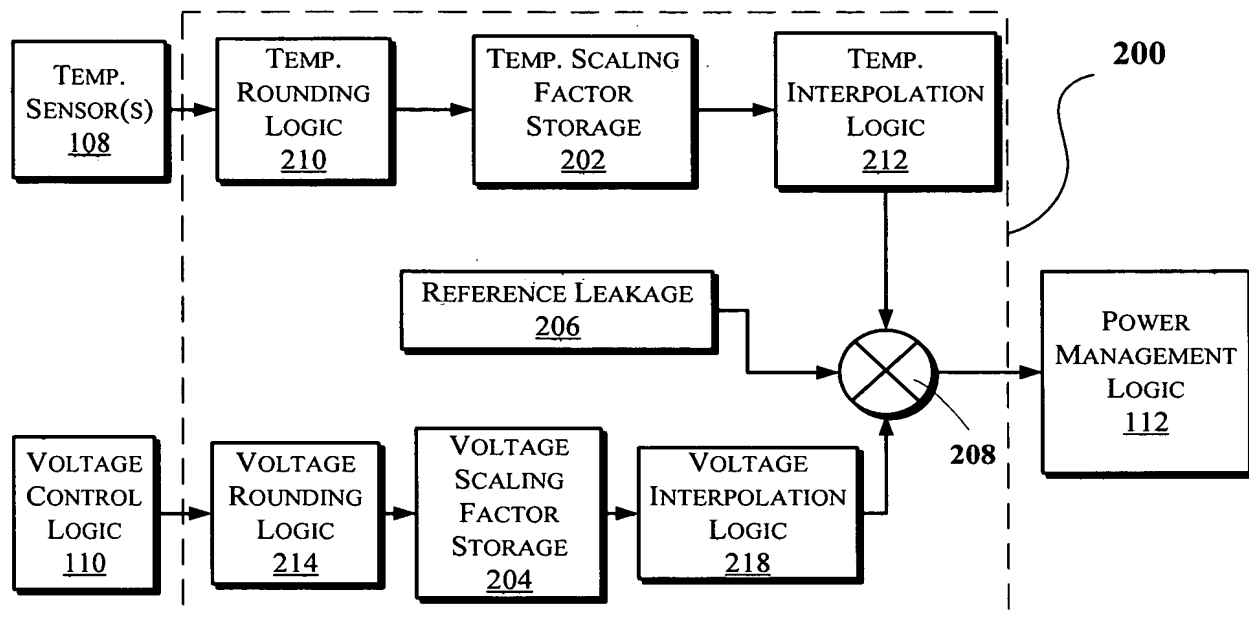 TEMP.
SENSOR(S)
108
TEMP.
ROUNDING
LOGIC
210
TEMP. SCALING
FACTOR
STORAGE
202
TEMP.
INTERPOLATION
LOGIC
212
200
REFERENCE LEAKAGE
206
POWER
MANAGEMENT
LOGIC
112
208
VOLTAGE
CONTROL
LOGIC
110
VOLTAGE
ROUNDING
LOGIC
214
VOLTAGE
SCALING
FACTOR
STORAGE
204
VOLTAGE
INTERPOLATION
LOGIC
218